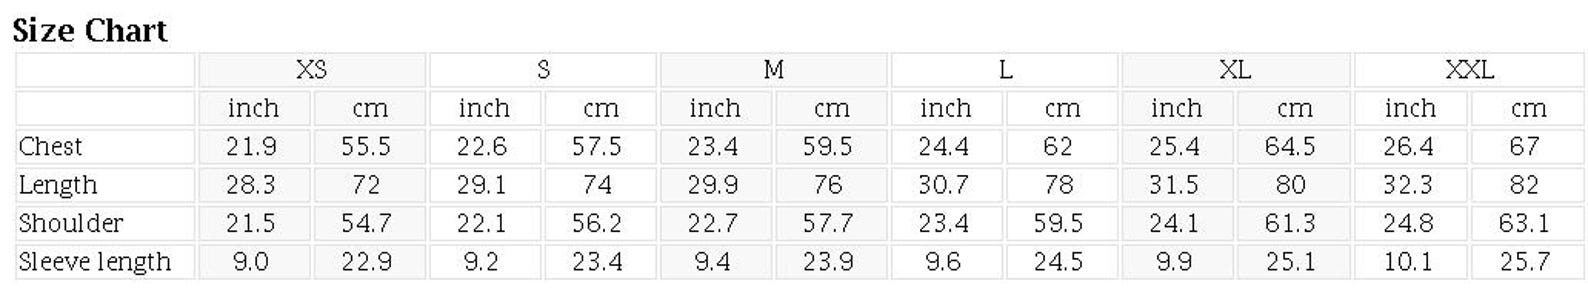 Size Chart
XS S M L XL XXL
inch cm inch cm inch cm inch cm inch cm inch cm
Chest 21.9 55.5 22.6 57.5 23.4 59.5 24.4 62 25.4 64.5 26.4 67
Length 28.3 72 29.1 74 29.9 76 30.7 78 31.5 80 32.3 82
Shoulder 21.5 54.7 22.1 56.2 22.7 57.7 23.4 59.5 24.1 61.3 24.8 63.1
Sleeve length 9.0 22.9 9.2 23.4 9.4 23.9 9.6 24.5 9.9 25.1 10.1 25.7